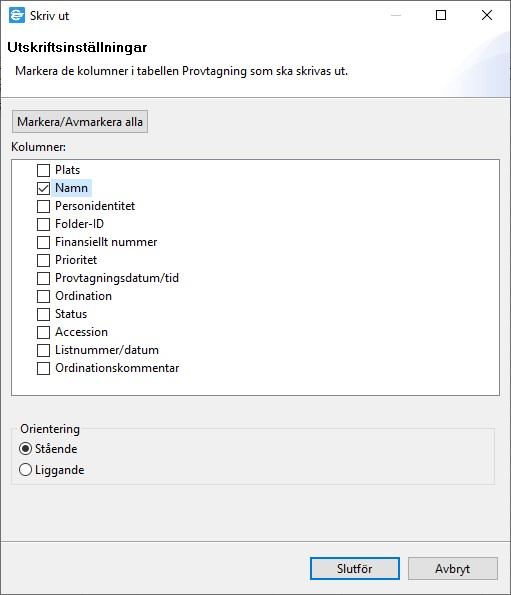 Skriv ut
Utskriftsinställningar
Markera de kolumner i tabellen Provtagning som ska skrivas ut.
Markera/Avmarkera alla
Kolumner:
Plats
Namn
Personidentitet
Folder-ID
Finansiellt nummer
Prioritet
Provtagningsdatum/tid
Ordination
Status
Accession
Listnummer/datum
Ordinationskommentar
Orientering
Stående
Liggande
Slutför
Avbryt